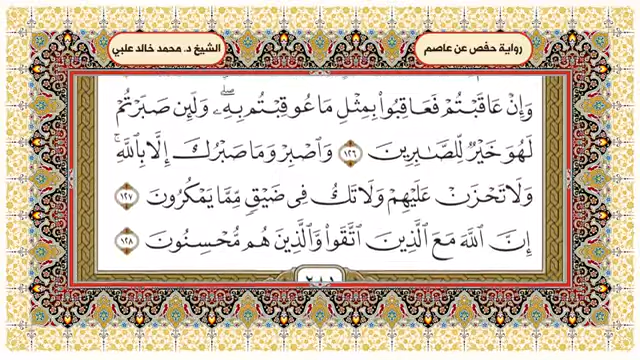 رواية حفص عن عاصم
الشيخ د. محمد خالد علبي
وَإِنْ عَاقَبْتُمْ فَعَاقِبُوا۟ بِمِثْلِ مَا عُوقِبْتُم بِهِۦ ۖ وَلَئِن صَبَرْتُمْ
لَهُوَ خَيْرٌ لِّلصَّٰبِرِينَ ١٢٦ وَٱصْبِرْ وَمَا صَبْرُكَ إِلَّا بِٱللَّهِ ۚ
وَلَا تَحْزَنْ عَلَيْهِمْ وَلَا تَكُ فِى ضَيْقٍ مِّمَّا يَمْكُرُونَ ١٢٧
إِنَّ ٱللَّهَ مَعَ ٱلَّذِينَ ٱتَّقَوا۟ وَّٱلَّذِينَ هُم مُّحْسِنُونَ ١٢٨